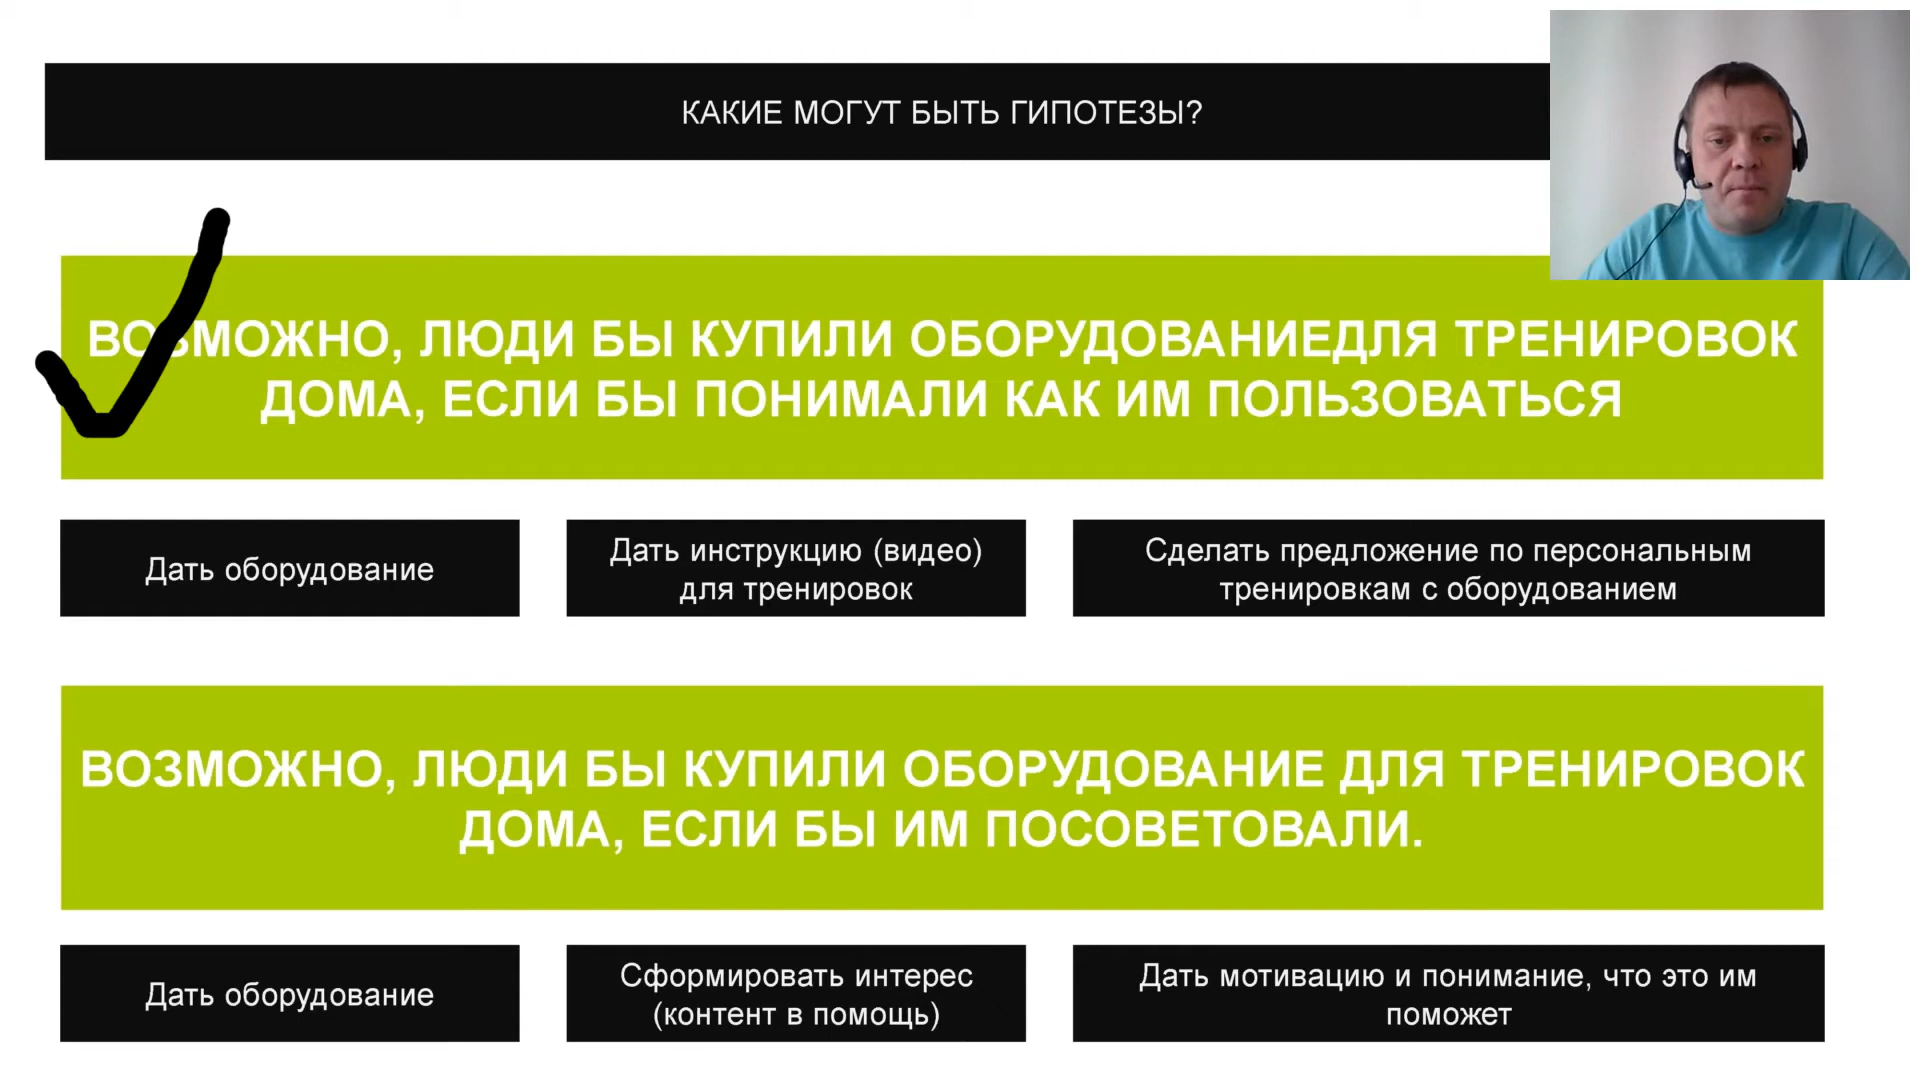 КАКИЕ МОГУТ БЫТЬ ГИПОТЕЗЫ?
ВОЗМОЖНО, ЛЮДИ БЫ КУПИЛИ ОБОРУДОВАНИЕДЛЯ ТРЕНИРОВОК
ДОМА, ЕСЛИ БЫ ПОНИМАЛИ КАК ИМ ПОЛЬЗОВАТЬСЯ
Дать оборудование
Дать инструкцию (видео)
для тренировок
Сделать предложение по персональным
тренировкам с оборудованием
ВОЗМОЖНО, ЛЮДИ БЫ КУПИЛИ ОБОРУДОВАНИЕ ДЛЯ ТРЕНИРОВОК
ДОМА, ЕСЛИ БЫ ИМ ПОСОВЕТОВАЛИ.
Дать оборудование
Сформировать интерес
(контент в помощь)
Дать мотивацию и понимание, что это им
поможет